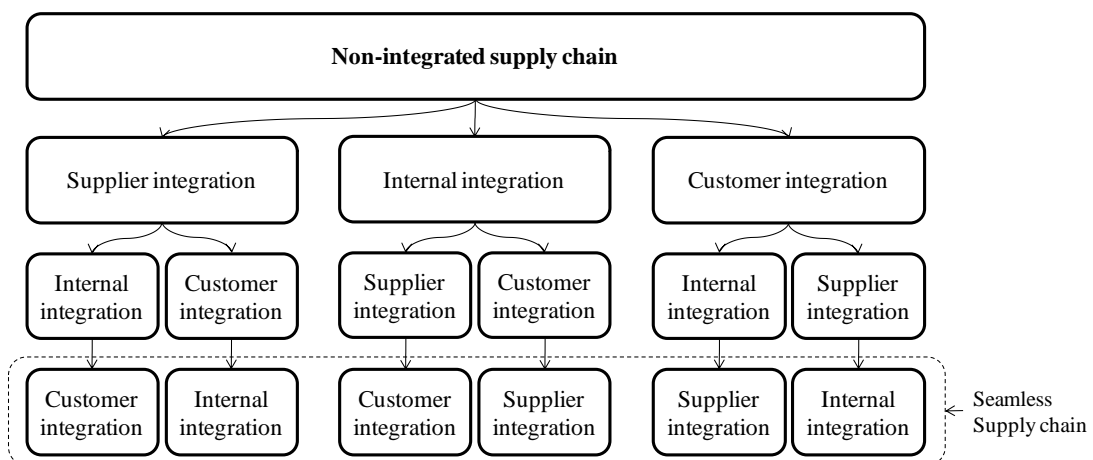 Non-integrated supply chain
Supplier integration
Internal integration
Customer integration
Internal
integration
Customer
integration
Supplier
integration
Customer
integration
Internal
integration
Supplier
integration
Customer
integration
Internal
integration
Customer
integration
Supplier
integration
Supplier
integration
Internal
integration
Seamless
Supply chain